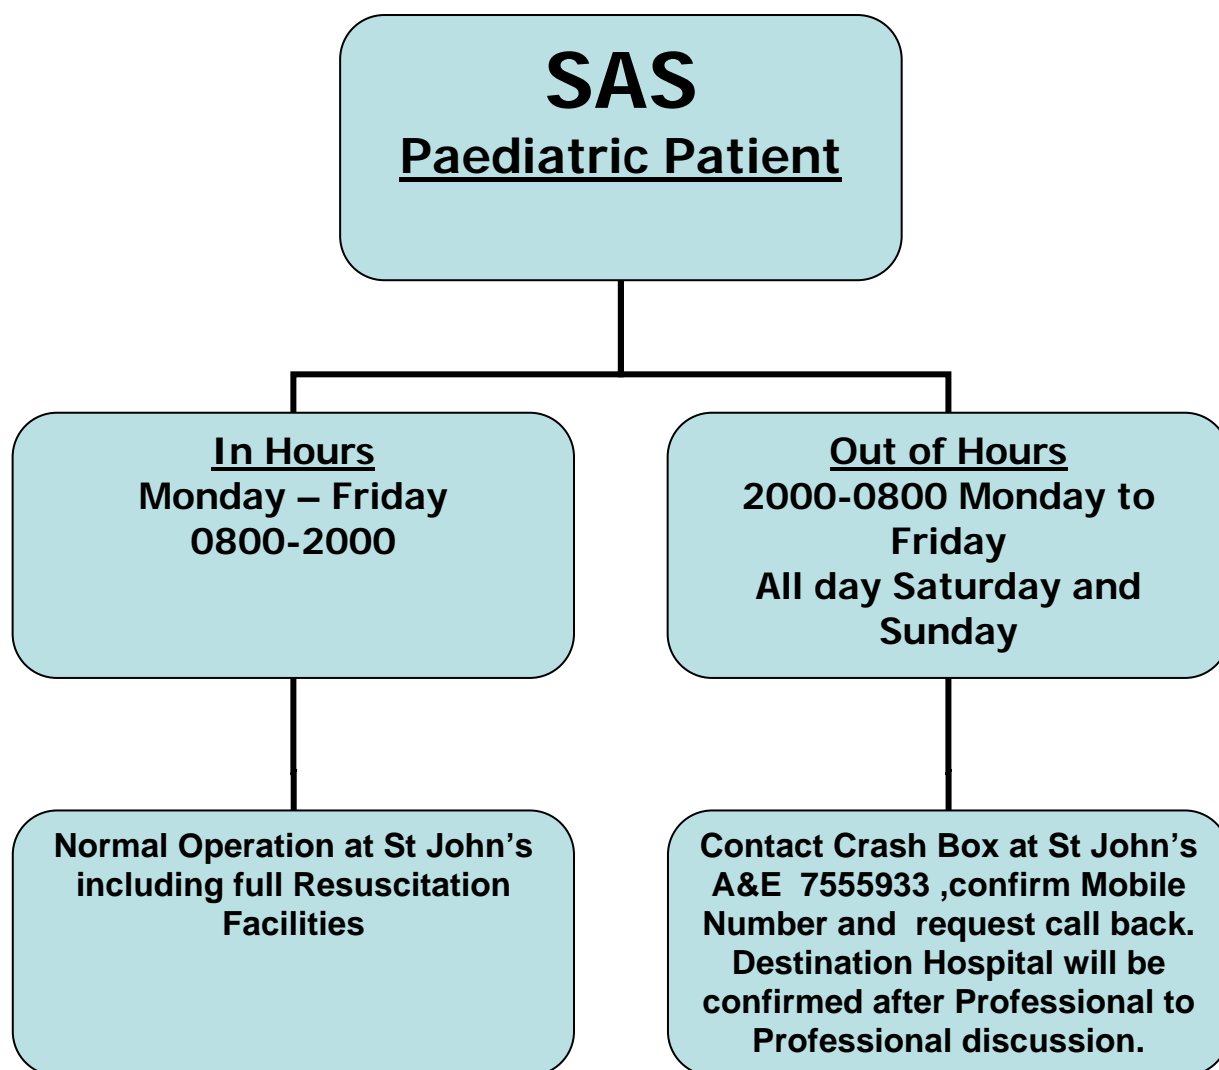 SAS
Paediatric Patient
In Hours
Monday – Friday
0800-2000
Out of Hours
2000-0800 Monday to
Friday
All day Saturday and
Sunday
Normal Operation at St John’s
including full Resuscitation
Facilities
Contact Crash Box at St John’s
A&E  7555933 ,confirm Mobile
Number and  request call back.
Destination Hospital will be
confirmed after Professional to
Professional discussion.